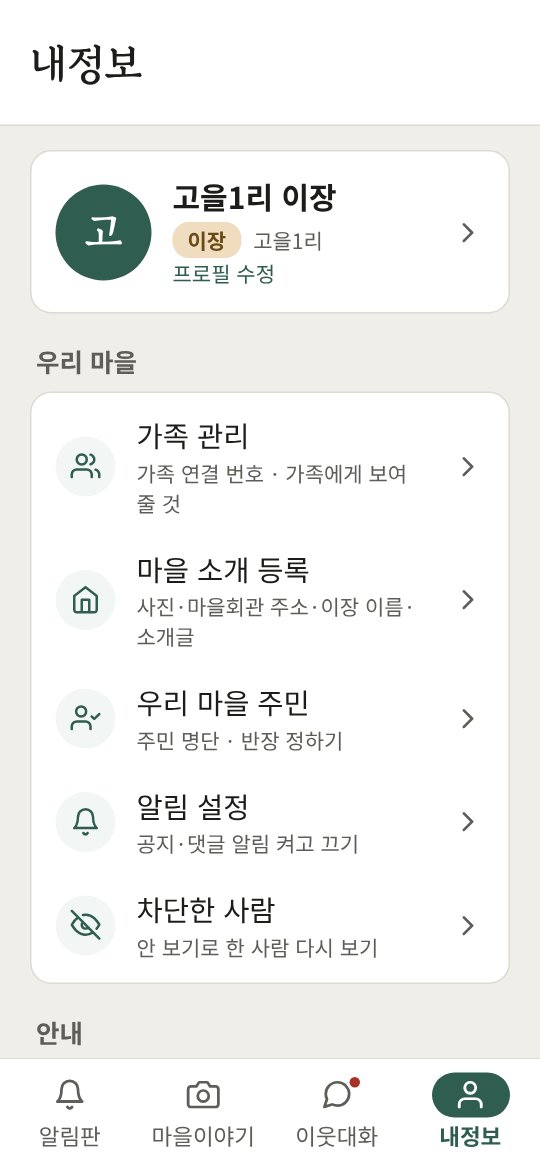 내정보
고
고을1리 이장
이장 고을1리
프로필 수정
우리 마을
가족 관리
가족 연결 번호 · 가족에게 보여
줄 것
마을 소개 등록
사진·마을회관 주소·이장 이름·
소개글
우리 마을 주민
주민 명단 · 반장 정하기
알림 설정
공지·댓글 알림 켜고 끄기
차단한 사람
안 보기로 한 사람 다시 보기
안내
알림판 마을이야기 이웃대화 내정보